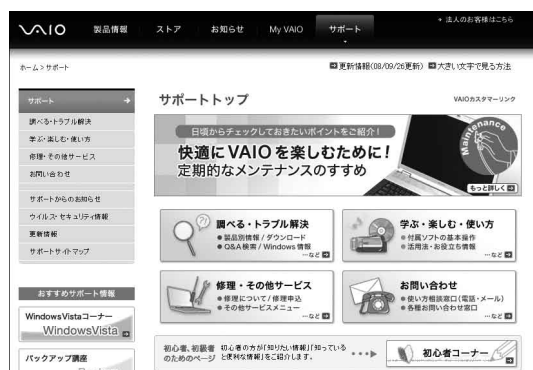 法人のお客様はこちら
VAIO 製品情報 ストア お知らせ My VAIO サポート
ホーム > サポート
更新情報(08/09/26更新) 大きい文字で見る方法
サポート
調べる・トラブル解決
学ぶ・楽しむ・使い方
修理・その他サービス
お問い合わせ
サポートからのお知らせ
ウイルス・セキュリティ情報
更新情報
サポートサイトマップ
おすすめサポート情報
Windows Vistaコーナー
WindowsVista
バックアップ講座
サポートトップ
VAIOカスタマーリンク
日頃からチェックしておきたいポイントをご紹介!
快適にVAIOを楽しむために!
定期的なメンテナンスのすすめ
Maintenance
もっと詳しく
調べる・トラブル解決
製品別情報 / ダウンロード
Q&A検索 / Windows 情報
…など
学ぶ・楽しむ・使い方
付属ソフトの基本操作
活用法・お役立ち情報
…など
修理・その他サービス
修理について / 修理申込
その他サービスメニュー
…など
お問い合わせ
使い方相談窓口(電話・メール)
各種お問い合わせ窓口
…など
初心者、初級者
のためのページ
初心者の方が「知りたい情報」「知っている
と便利な情報」をご紹介します。
初心者コーナー